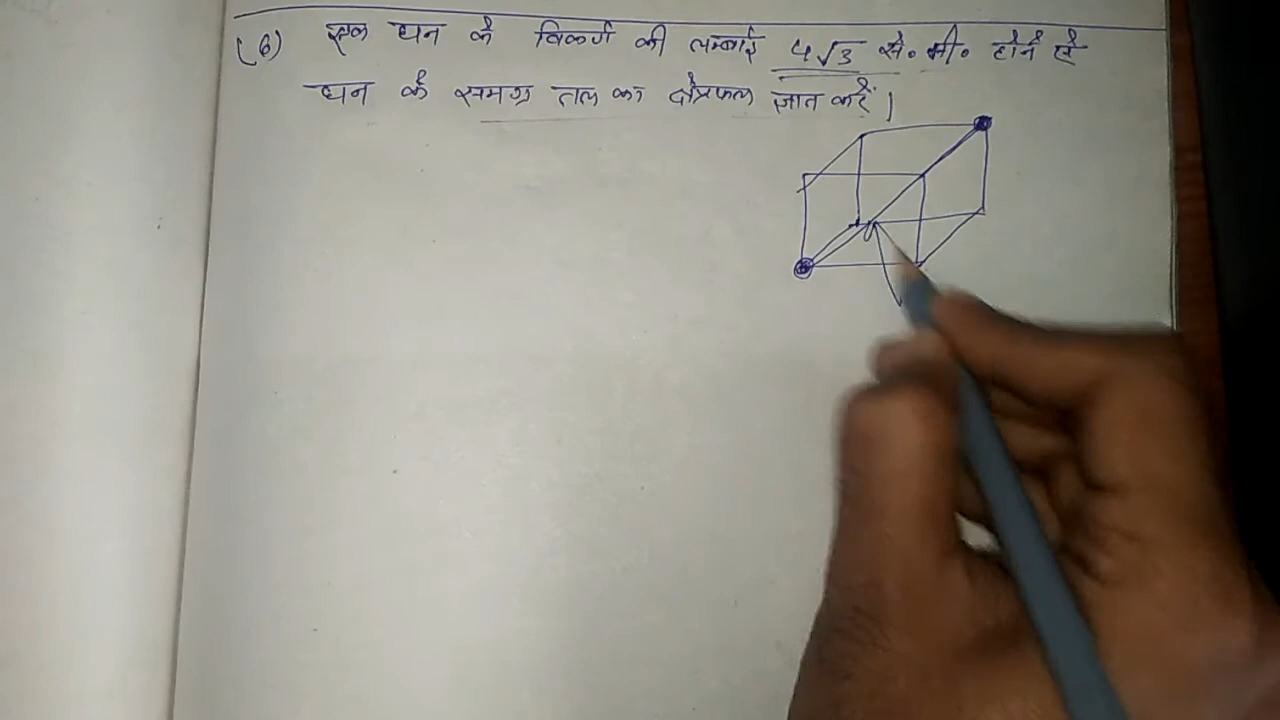 (6) एक घन के विकर्ण की लम्बाई 4√3 से॰ मी॰ होने से
घन के समग्र तल का क्षेत्रफल ज्ञात करें।